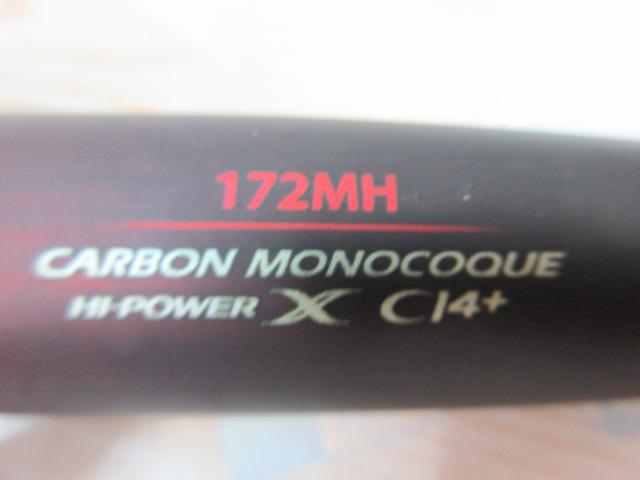 172MH
CARBON MONOCOQUE
HI-POWER X CI4+